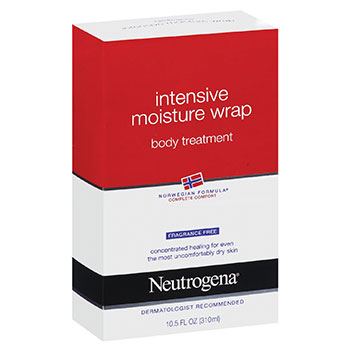 intensive
moisture wrap
body treatment
NORWEGIAN FORMULA®
COMPLETE COMFORT
FRAGRANCE FREE
concentrated healing for even
the most uncomfortably dry skin
Neutrogena®
DERMATOLOGIST RECOMMENDED
10.5 FL OZ (310ml)